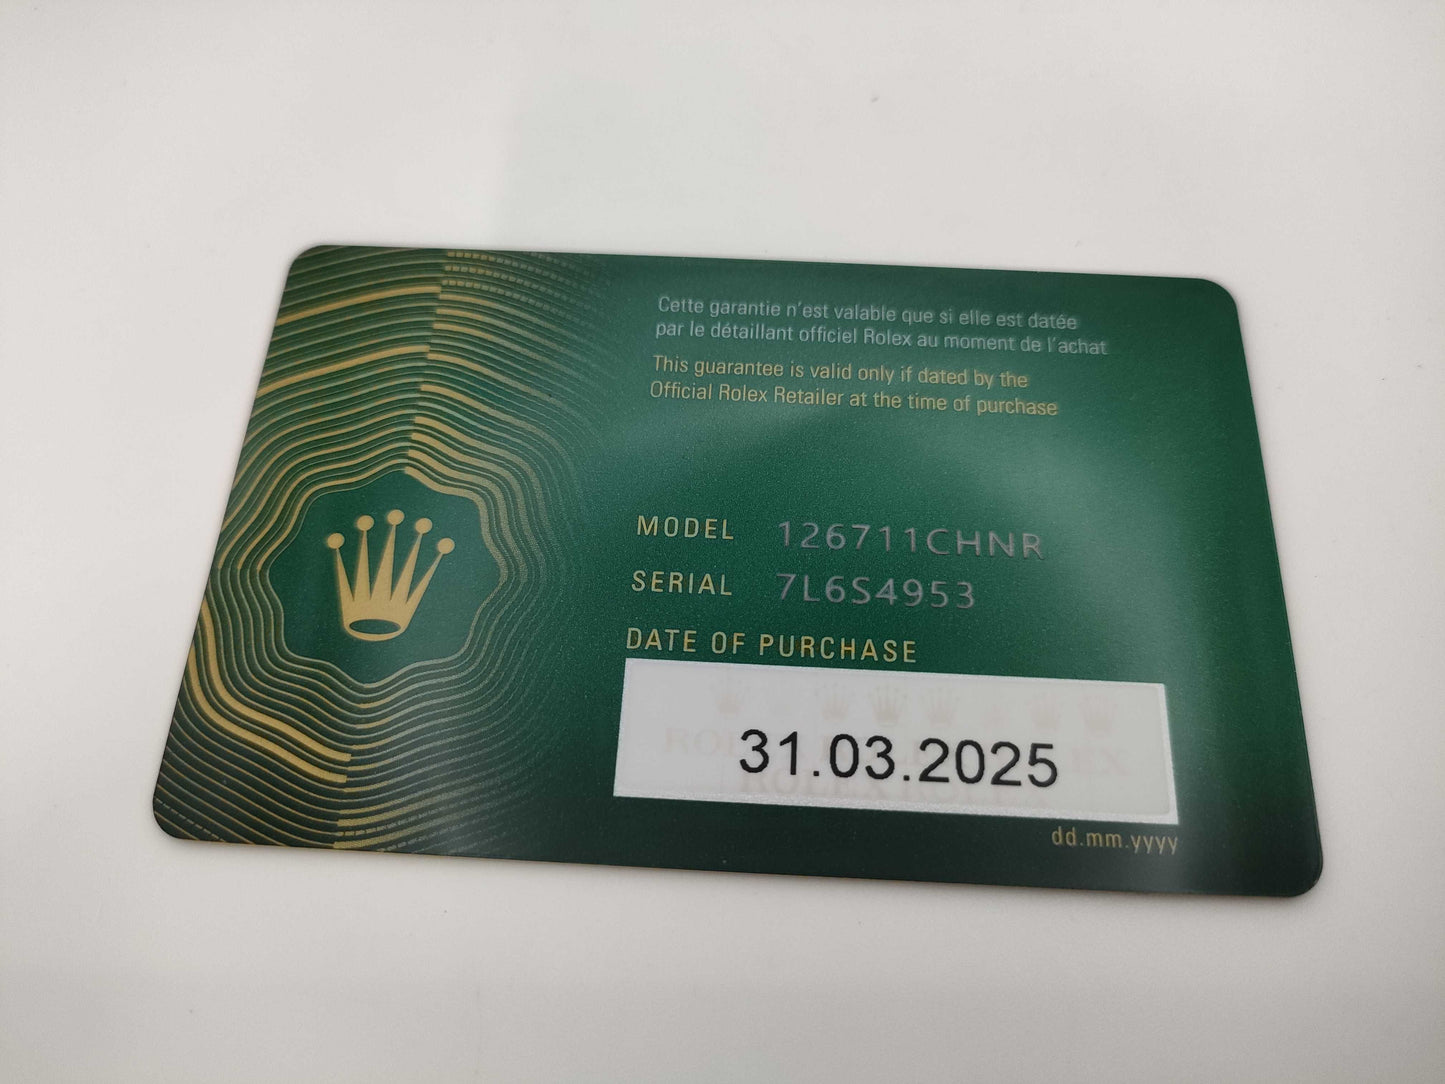 Cette garantie n'est valable que si elle est datée
par le détaillant officiel Rolex au moment de l'achat
This guarantee is valid only if dated by the
Official Rolex Retailer at the time of purchase
MODEL 126711CHNR
SERIAL 7L6S4953
DATE OF PURCHASE
31.03.2025
ROLEX ROLEX
dd.mm.yyyy